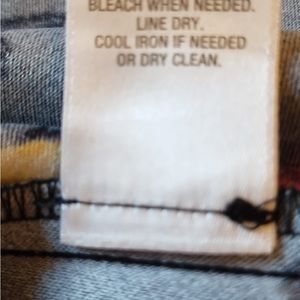 BLEACH WHEN NEEDED.
LINE DRY.
COOL IRON IF NEEDED
OR DRY CLEAN.